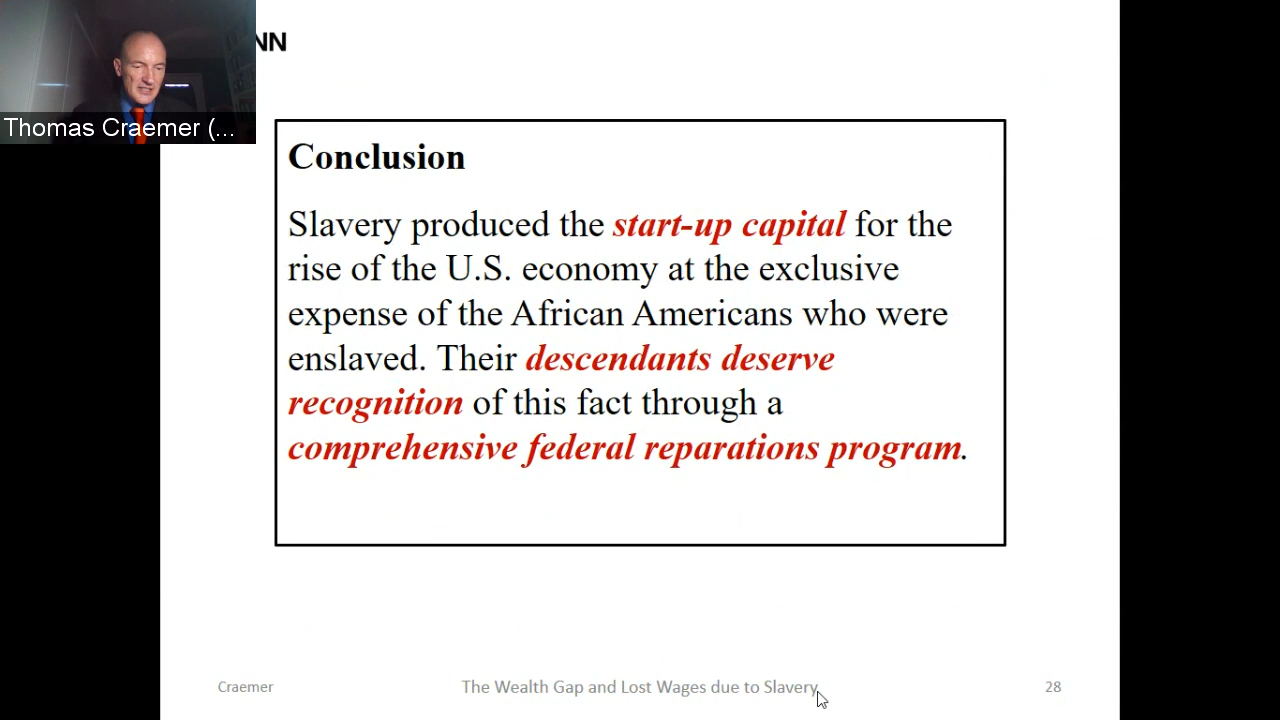 NN
Thomas Craemer (...
Conclusion
Slavery produced the start-up capital for the
rise of the U.S. economy at the exclusive
expense of the African Americans who were
enslaved. Their descendants deserve
recognition of this fact through a
comprehensive federal reparations program.
Craemer
The Wealth Gap and Lost Wages due to Slavery
28